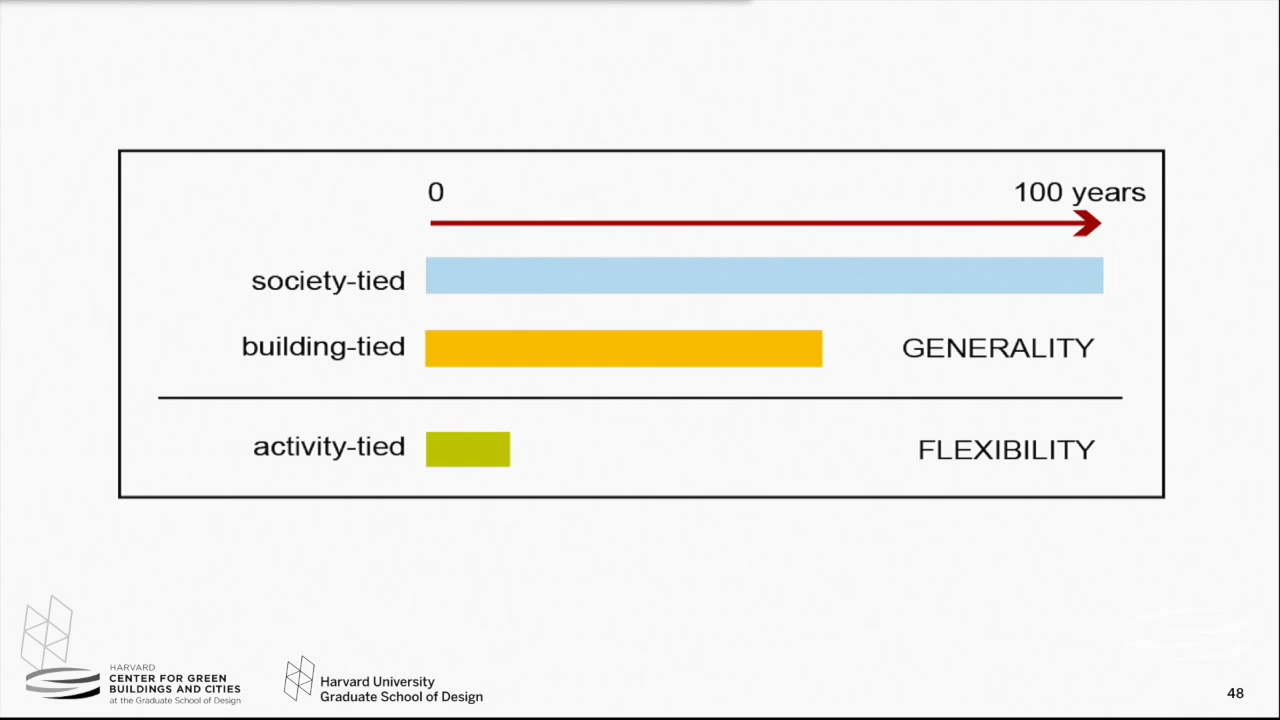 0 100 years
society-tied
building-tied GENERALITY
activity-tied FLEXIBILITY
HARVARD
CENTER FOR GREEN
BUILDINGS AND CITIES
at the Graduate School of Design
Harvard University
Graduate School of Design
48